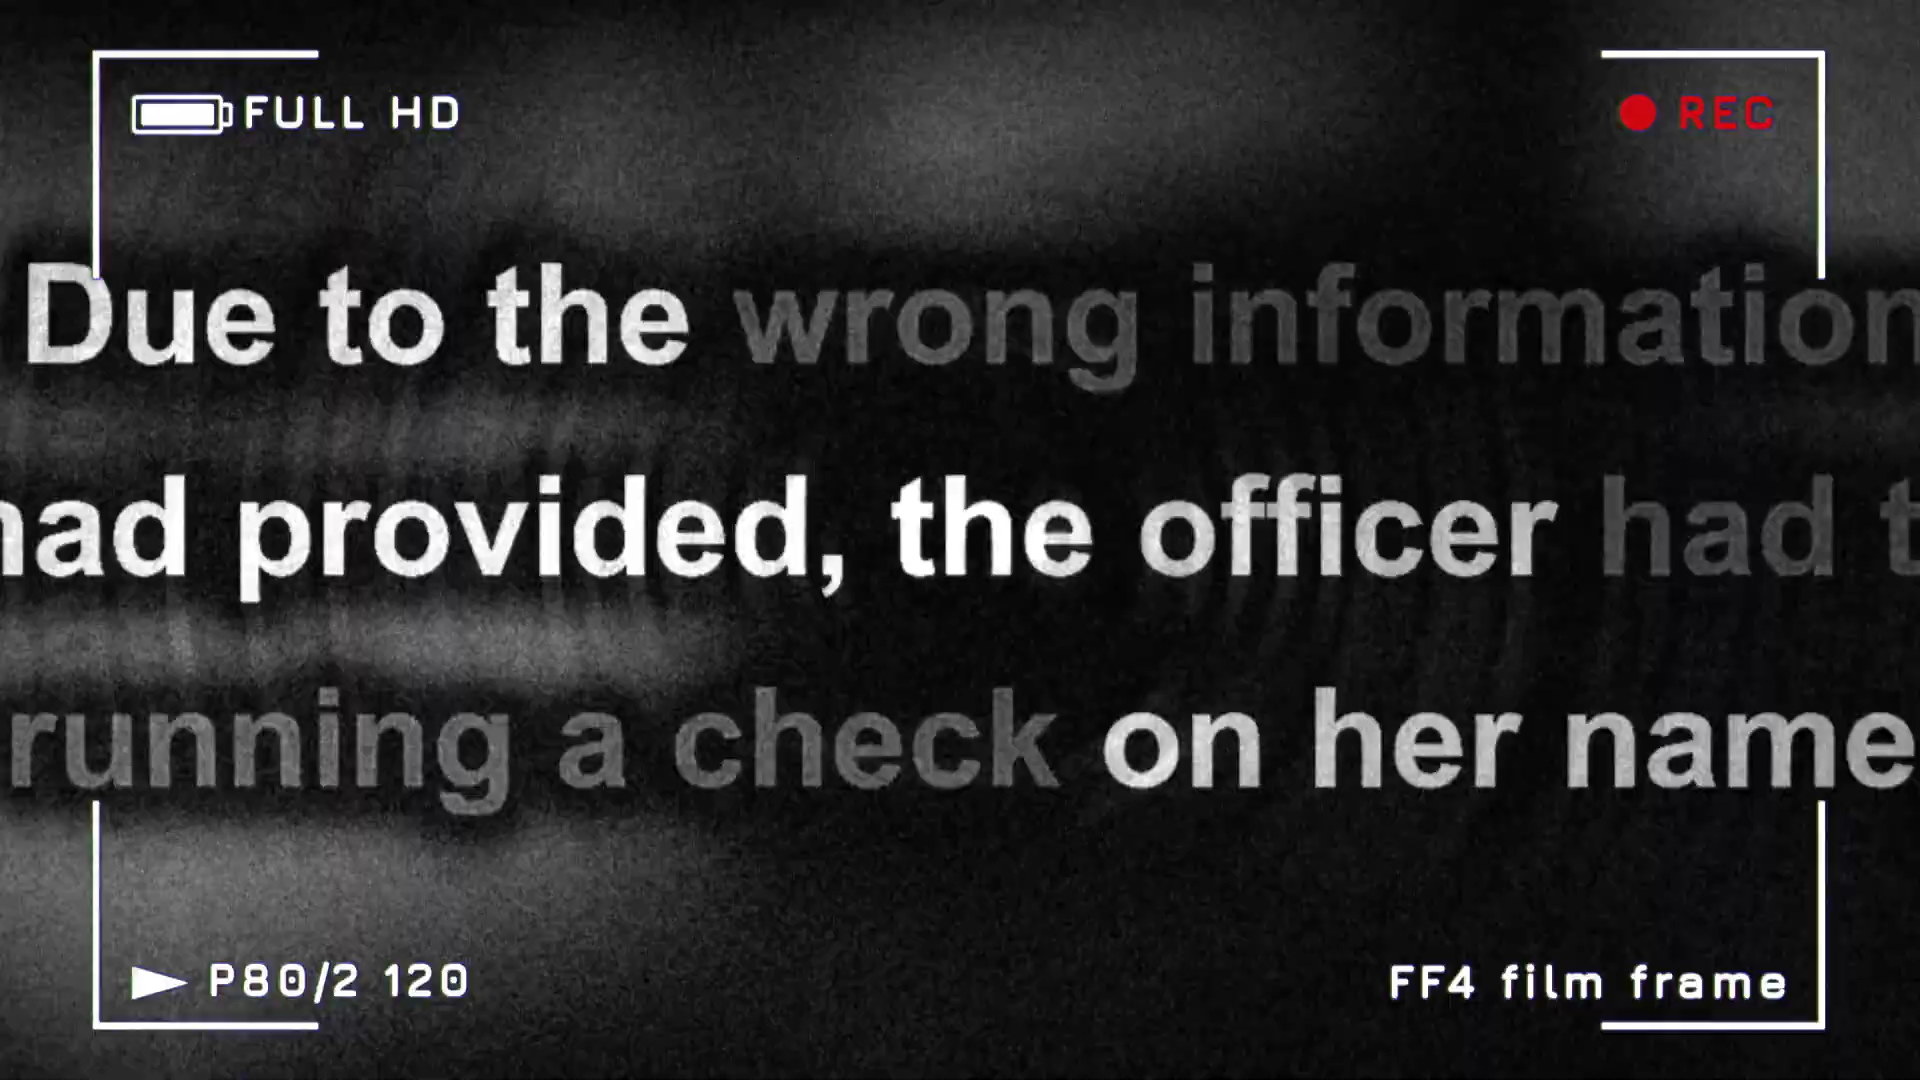 FULL HD
REC
Due to the wrong information
had provided, the officer had
running a check on her name
P80/2 120
FF4 film frame